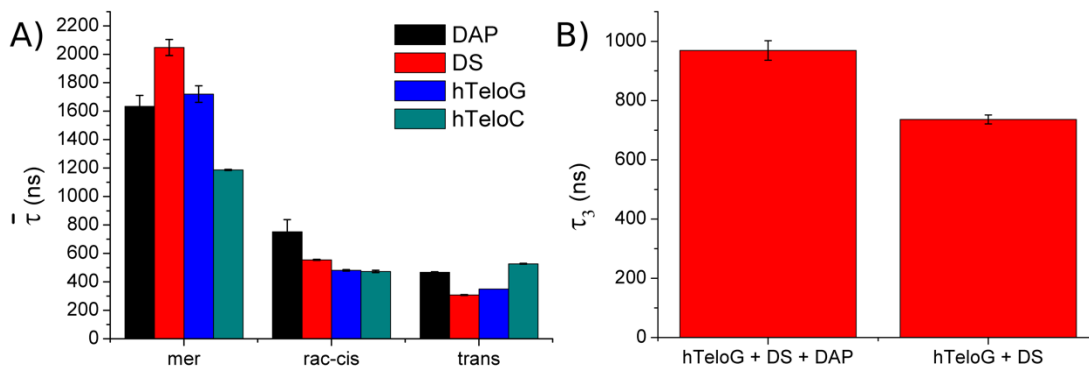 A)
τ̄ (ns)
2200
2000
1800
1600
1400
1200
1000
800
600
400
200
0
DAP
DS
hTeloG
hTeloC
mer rac-cis trans
B)
τ₃ (ns)
1000
800
600
400
200
0
hTeloG + DS + DAP hTeloG + DS